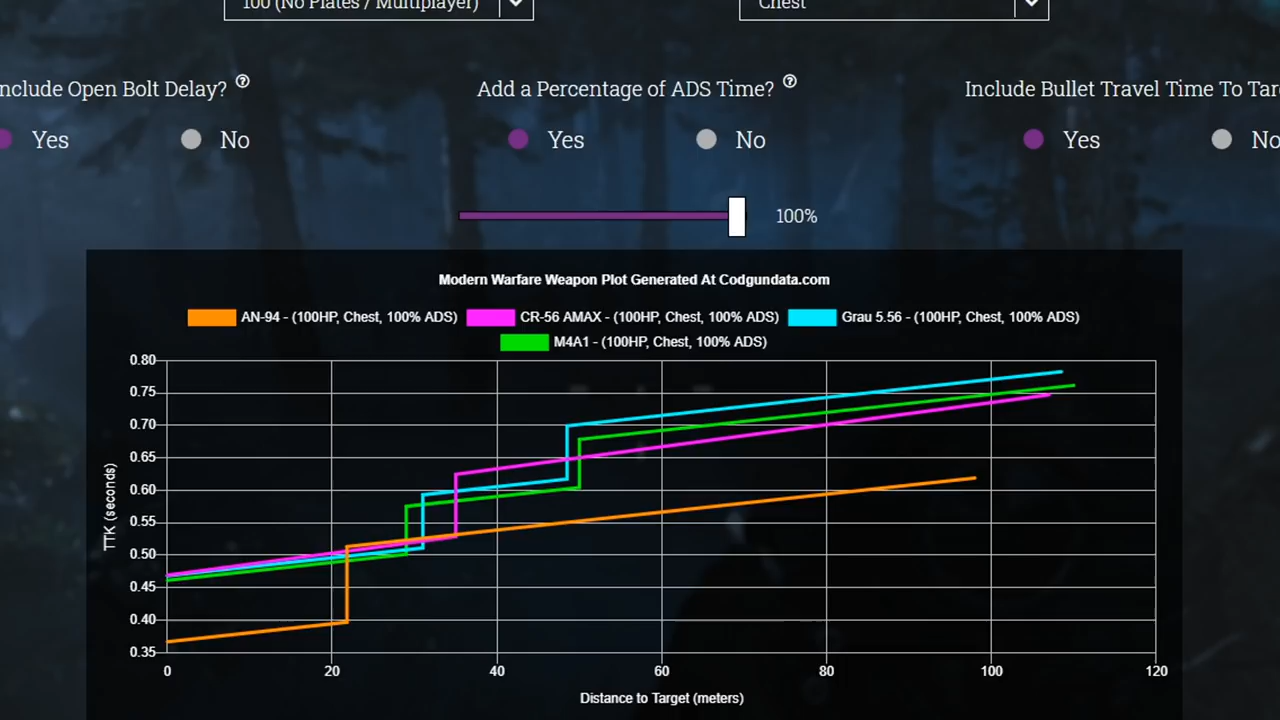 100 (No Plates / Multiplayer)
Chest
nclude Open Bolt Delay?
Add a Percentage of ADS Time?
Include Bullet Travel Time To Tar
Yes
No
Yes
No
Yes
No
100%
Modern Warfare Weapon Plot Generated At Codgundata.com
AN-94 - (100HP, Chest, 100% ADS)
CR-56 AMAX - (100HP, Chest, 100% ADS)
Grau 5.56 - (100HP, Chest, 100% ADS)
M4A1 - (100HP, Chest, 100% ADS)
0.80
0.75
0.70
0.65
0.60
0.55
0.50
0.45
0.40
0.35
TTK (seconds)
0 20 40 60 80 100 120
Distance to Target (meters)